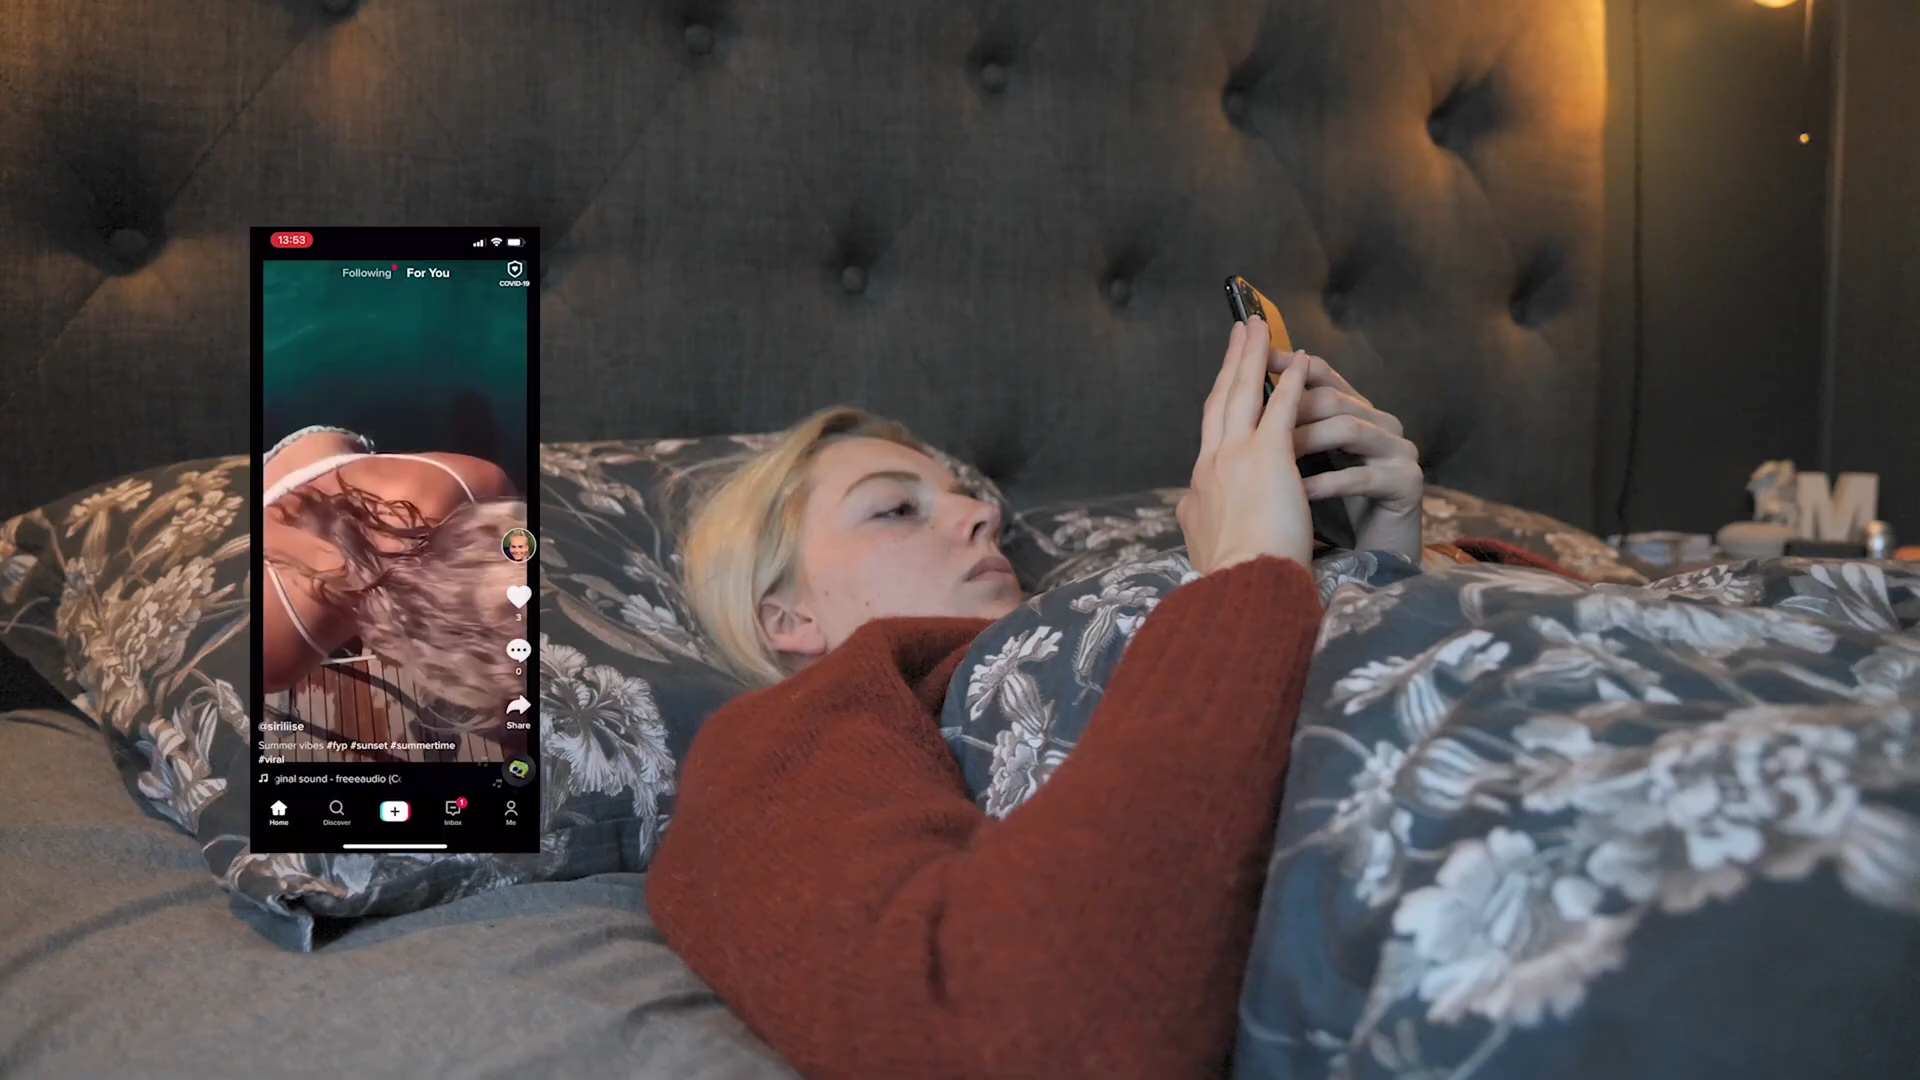 13:53
Following For You
COVID-19
3
0
Share
@siriliise
Summer vibes #fyp #sunset #summertime
#viral
ginal sound - freeeaudio (Co
Home Discover Inbox 1 Me
M